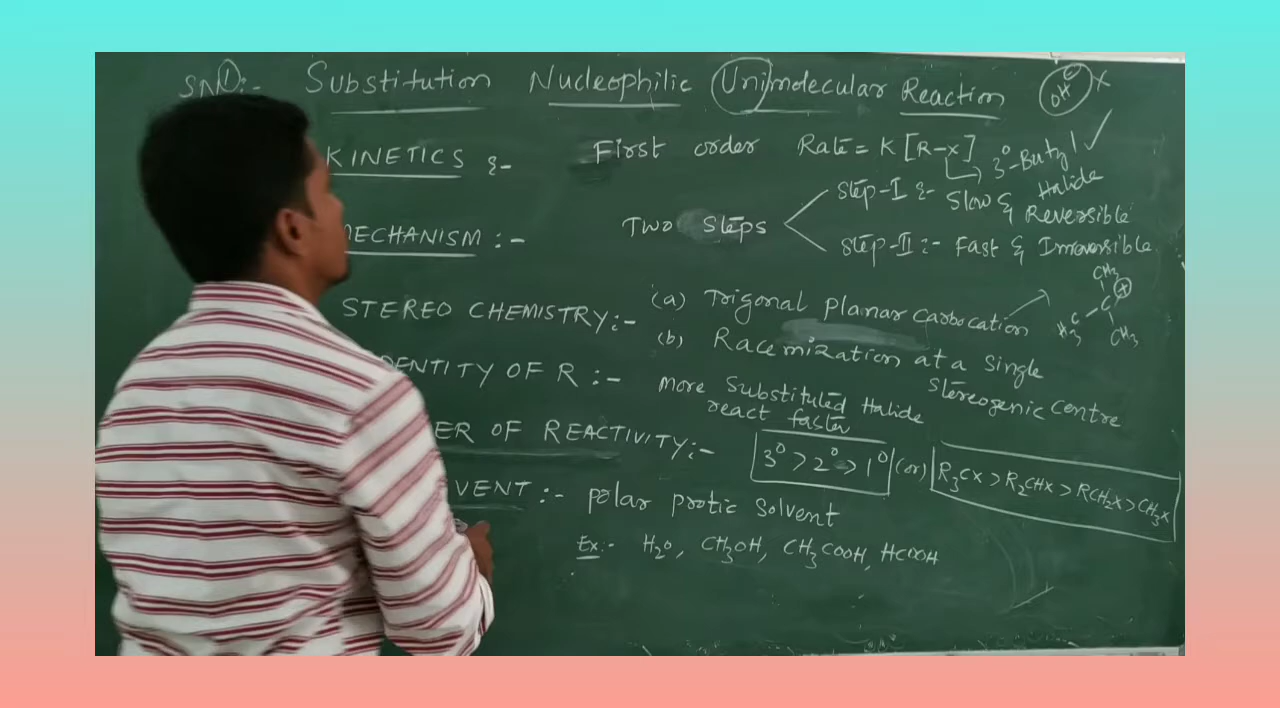 SN①:- Substitution Nucleophilic Unimolecular Reaction OH⊖ x
KINETICS :- First order Rate = K [R-X] ✓
3°-Butyl
Halide
MECHANISM :- Two Steps
Step-I :- Slow & Reversible
Step-II :- Fast & Irreversible
STEREO CHEMISTRY:- (a) Trigonal planar carbocation
CH₃
C ⊕
H₃C
CH₃
(b) Racemization at a single
stereogenic centre
DENTITY OF R :- more substituted Halide
react faster
ER OF REACTIVITY:- 3° > 2° > 1° (or) R₃CX > R₂CHX > RCH₂X > CH₃X
VENT :- polar protic solvent
Ex:- H₂O, CH₃OH, CH₃COOH, HCOOH